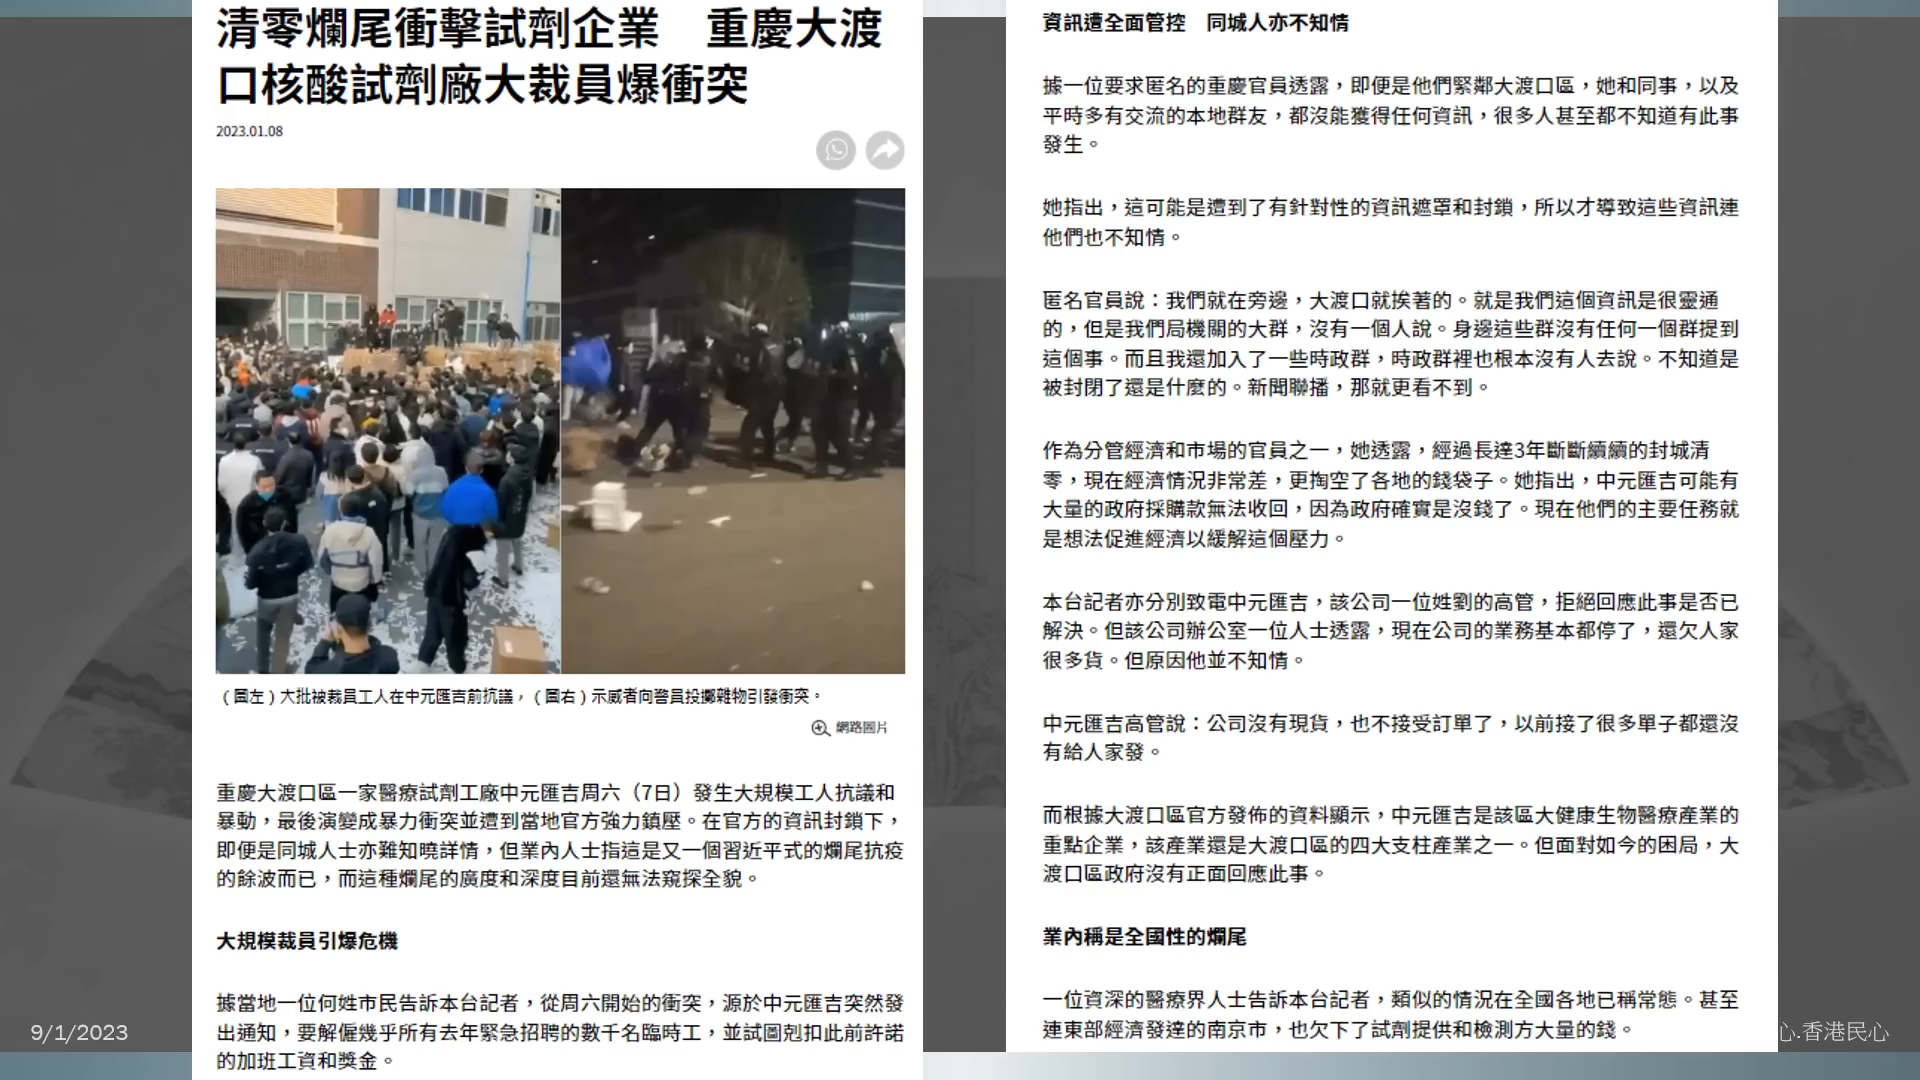 清零爛尾衝擊試劑企業　重慶大渡
口核酸試劑廠大裁員爆衝突
2023.01.08
（圖左）大批被裁員工人在中元匯吉前抗議，（圖右）示威者向警員投擲雜物引發衝突。
網路圖片
重慶大渡口區一家醫療試劑工廠中元匯吉周六（7日）發生大規模工人抗議和
暴動，最後演變成暴力衝突並遭到當地官方強力鎮壓。在官方的資訊封鎖下，
即便是同城人士亦難知曉詳情，但業內人士指這是又一個習近平式的爛尾抗疫
的餘波而已，而這種爛尾的廣度和深度目前還無法窺探全貌。
大規模裁員引爆危機
據當地一位何姓市民告訴本台記者，從周六開始的衝突，源於中元匯吉突然發
出通知，要解僱幾乎所有去年緊急招聘的數千名臨時工，並試圖剋扣此前許諾
的加班工資和獎金。
資訊遭全面管控　同城人亦不知情
據一位要求匿名的重慶官員透露，即便是他們緊鄰大渡口區，她和同事，以及
平時多有交流的本地群友，都沒能獲得任何資訊，很多人甚至都不知道有此事
發生。
她指出，這可能是遭到了有針對性的資訊遮罩和封鎖，所以才導致這些資訊連
他們也不知情。
匿名官員說：我們就在旁邊，大渡口就挨著的。就是我們這個資訊是很靈通
的，但是我們局機關的大群，沒有一個人說。身邊這些群沒有任何一個群提到
這個事。而且我還加入了一些時政群，時政群裡也根本沒有人去說。不知道是
被封閉了還是什麼的。新聞聯播，那就更看不到。
作為分管經濟和市場的官員之一，她透露，經過長達3年斷斷續續的封城清
零，現在經濟情況非常差，更掏空了各地的錢袋子。她指出，中元匯吉可能有
大量的政府採購款無法收回，因為政府確實是沒錢了。現在他們的主要任務就
是想法促進經濟以緩解這個壓力。
本台記者亦分別致電中元匯吉，該公司一位姓劉的高管，拒絕回應此事是否已
解決。但該公司辦公室一位人士透露，現在公司的業務基本都停了，還欠人家
很多貨。但原因他並不知情。
中元匯吉高管說：公司沒有現貨，也不接受訂單了，以前接了很多單子都還沒
有給人家發。
而根據大渡口區官方發佈的資料顯示，中元匯吉是該區大健康生物醫療產業的
重點企業，該產業還是大渡口區的四大支柱產業之一。但面對如今的困局，大
渡口區政府沒有正面回應此事。
業內稱是全國性的爛尾
一位資深的醫療界人士告訴本台記者，類似的情況在全國各地已稱常態。甚至
連東部經濟發達的南京市，也欠下了試劑提供和檢測方大量的錢。
9/1/2023
心.香港民心